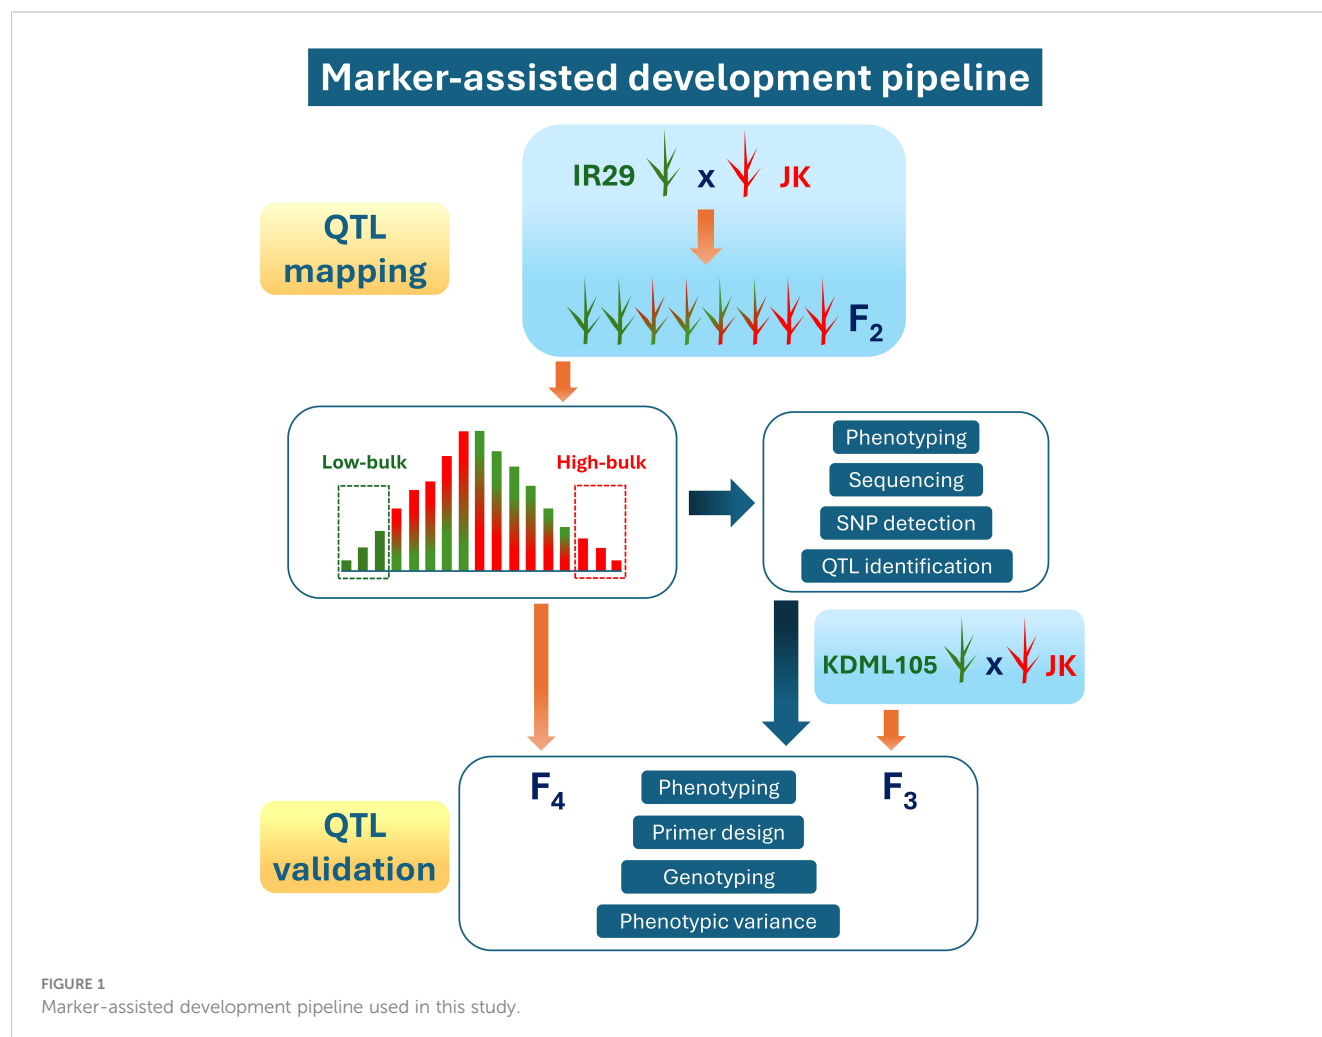 Marker-assisted development pipeline
IR29 x JK
QTL
mapping
F2
Low-bulk
High-bulk
Phenotyping
Sequencing
SNP detection
QTL identification
KDML105 x JK
F4
F3
QTL
validation
Phenotyping
Primer design
Genotyping
Phenotypic variance
FIGURE 1
Marker-assisted development pipeline used in this study.